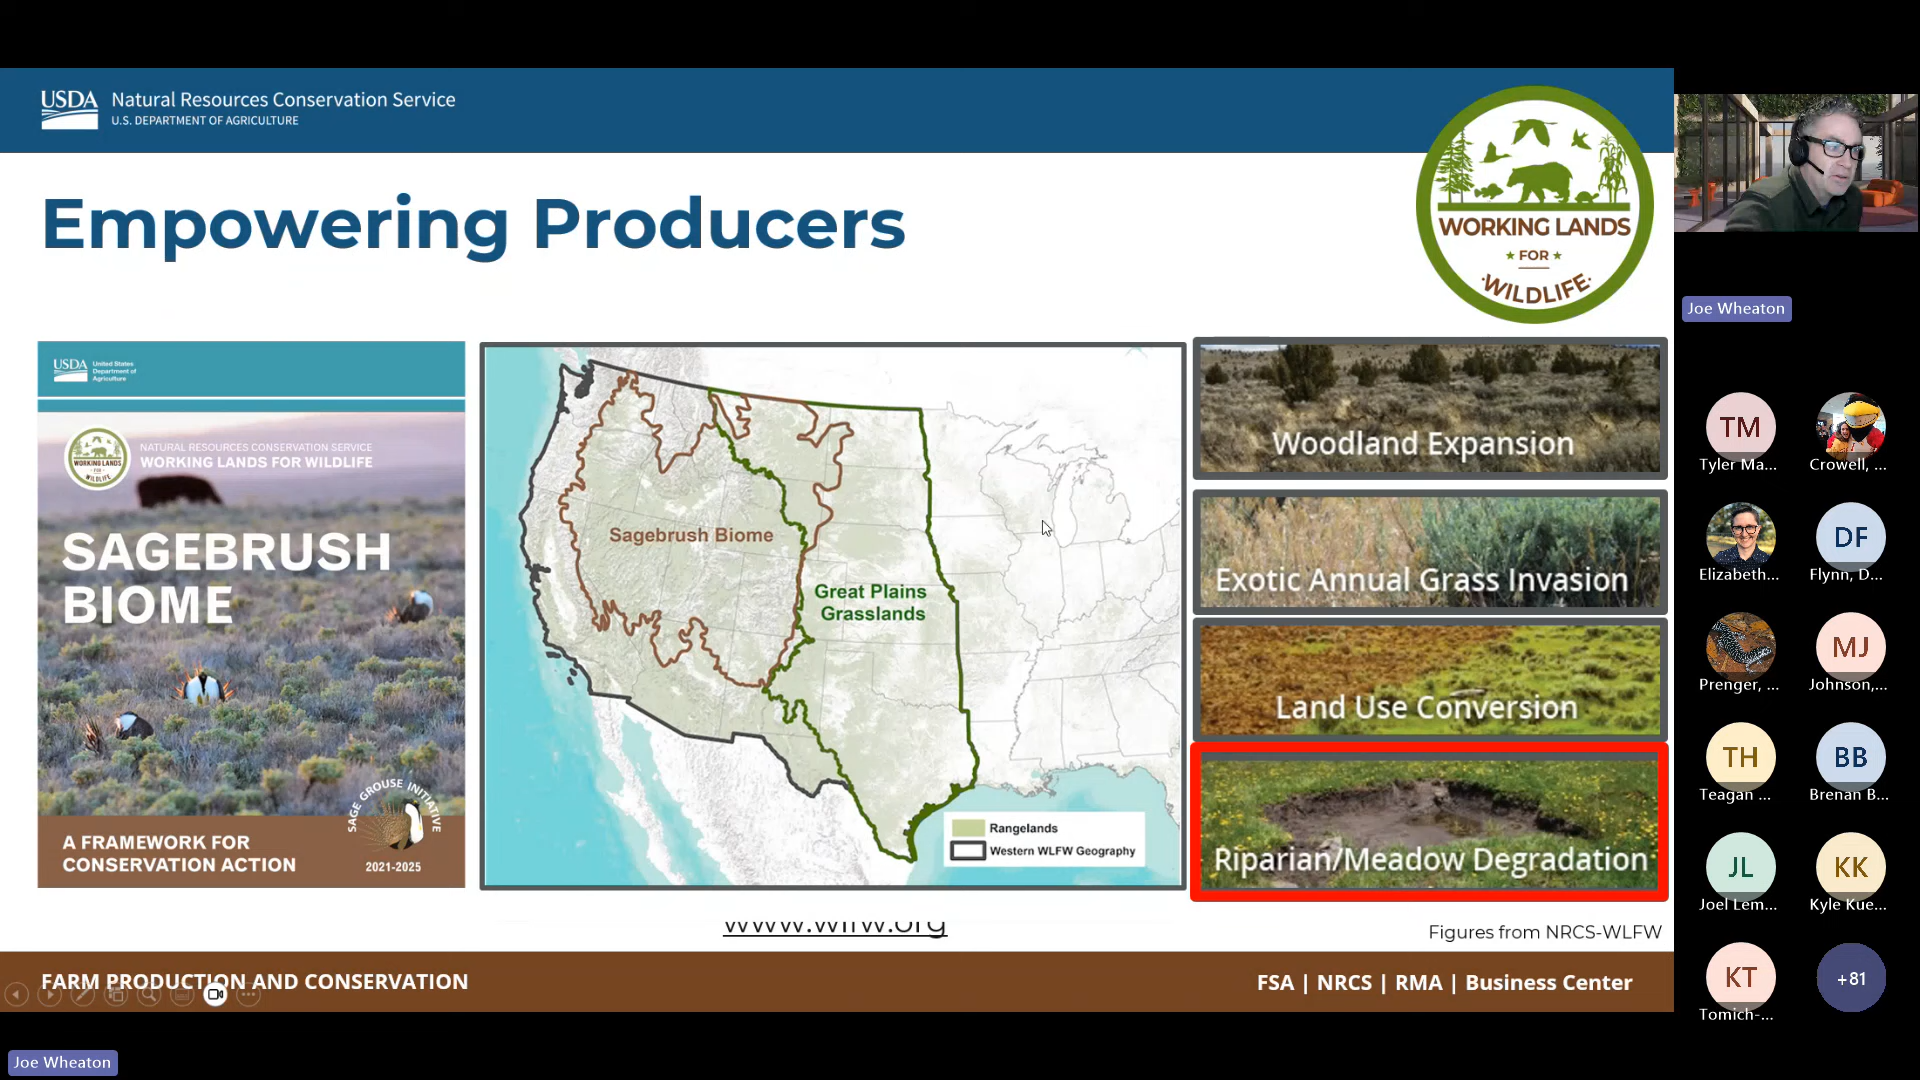 USDA
Natural Resources Conservation Service
U.S. DEPARTMENT OF AGRICULTURE
Empowering Producers
WORKING LANDS
FOR
WILDLIFE
USDA
United States
Department of
Agriculture
WORKING LANDS
FOR
WILDLIFE
NATURAL RESOURCES CONSERVATION SERVICE
WORKING LANDS FOR WILDLIFE
SAGEBRUSH
BIOME
SAGE GROUSE INITIATIVE
A FRAMEWORK FOR
CONSERVATION ACTION
2021-2025
Sagebrush Biome
Great Plains
Grasslands
Rangelands
Western WLFW Geography
Woodland Expansion
Exotic Annual Grass Invasion
Land Use Conversion
Riparian/Meadow Degradation
www.wlfw.org
Figures from NRCS-WLFW
FARM PRODUCTION AND CONSERVATION
FSA | NRCS | RMA | Business Center
Joe Wheaton
Joe Wheaton
TM
Tyler Ma...
Crowell, ...
Elizabeth...
DF
Flynn, D...
Prenger, ...
MJ
Johnson,...
TH
Teagan ...
BB
Brenan B...
JL
Joel Lem...
KK
Kyle Kue...
KT
Tomich-...
+81